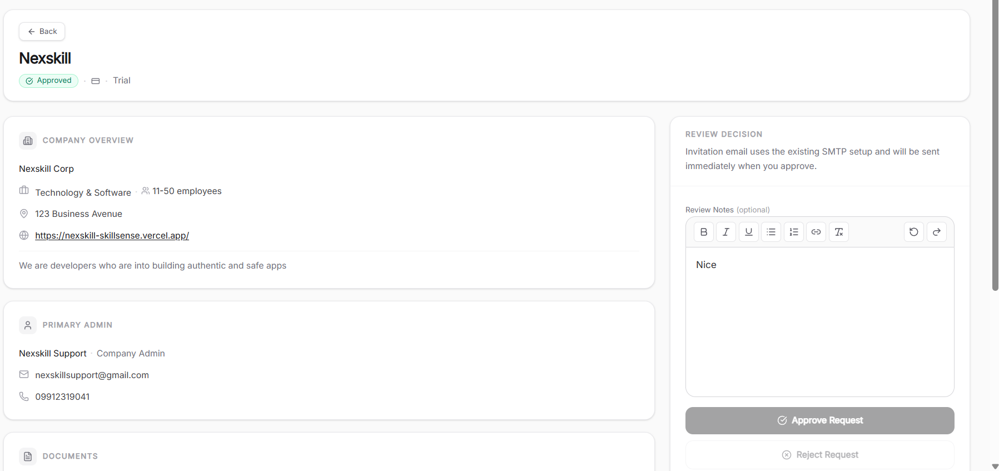 Back
Nexskill
Approved · · Trial
COMPANY OVERVIEW
Nexskill Corp
Technology & Software · 11-50 employees
123 Business Avenue
https://nexskill-skillsense.vercel.app/
We are developers who are into building authentic and safe apps
PRIMARY ADMIN
Nexskill Support · Company Admin
nexskillsupport@gmail.com
09912319041
DOCUMENTS
REVIEW DECISION
Invitation email uses the existing SMTP setup and will be sent
immediately when you approve.
Review Notes (optional)
Nice
Approve Request
Reject Request